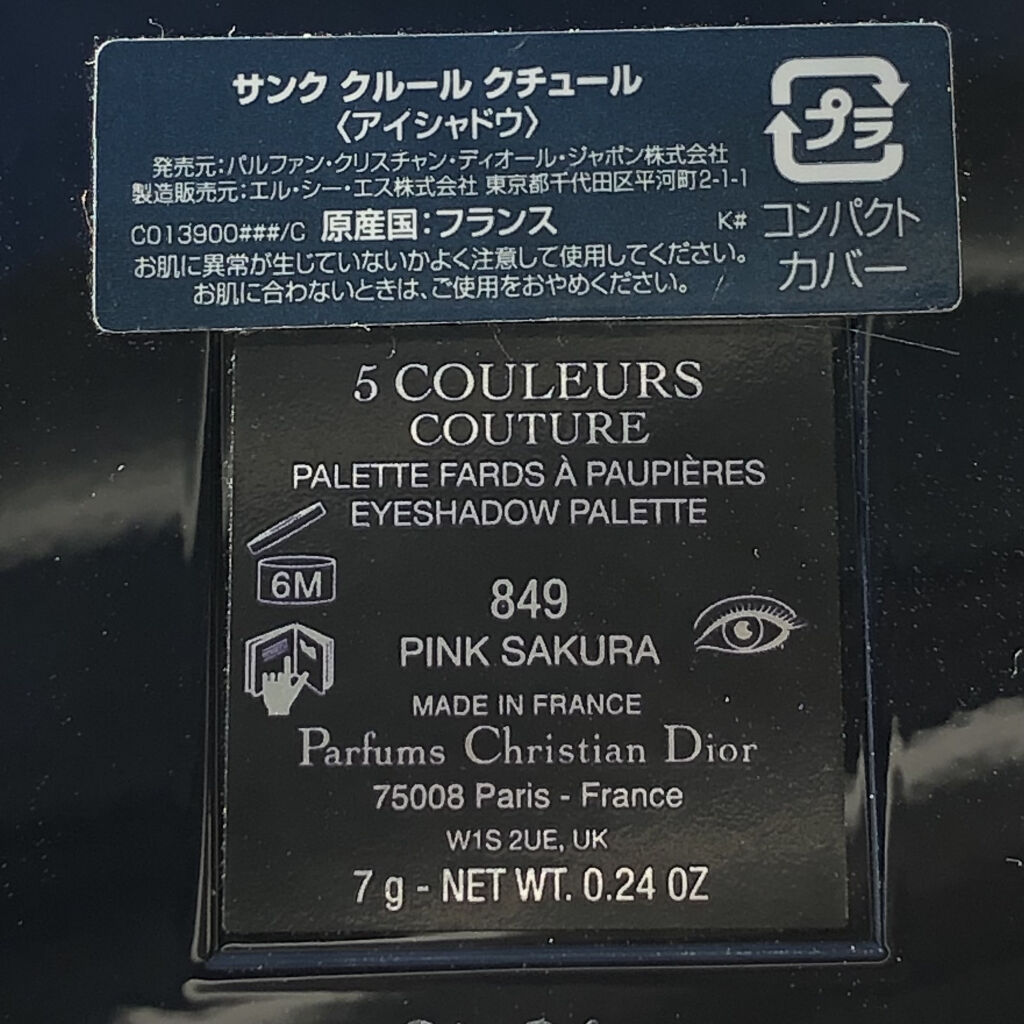 サンク クルール クチュール
〈アイシャドウ〉
発売元:パルファン・クリスチャン・ディオール・ジャポン株式会社
製造販売元:エル・シー・エス株式会社 東京都千代田区平河町2-1-1
C013900###/C 原産国:フランス K#
お肌に異常が生じていないかよく注意して使用してください。
お肌に合わないときは、ご使用をおやめください。
プラ
コンパクト
カバー
5 COULEURS
COUTURE
PALETTE FARDS À PAUPIÈRES
EYESHADOW PALETTE
6M
849
PINK SAKURA
MADE IN FRANCE
Parfums Christian Dior
75008 Paris - France
W1S 2UE, UK
7 g - NET WT. 0.24 OZ